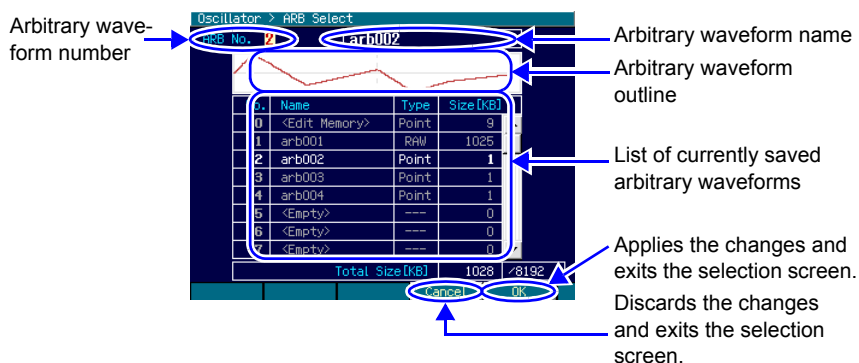 Oscillator > ARB Select
ARB No. 2 arb002
No. Name Type Size[KB]
0 <Edit Memory> Point 9
1 arb001 RAW 1025
2 arb002 Point 1
3 arb003 Point 1
4 arb004 Point 1
5 <Empty> --- 0
6 <Empty> --- 0
7 <Empty> --- 0
Total Size[KB] 1028 /8192
Cancel OK
Arbitrary wave-
form number
Arbitrary waveform name
Arbitrary waveform
outline
List of currently saved
arbitrary waveforms
Applies the changes and
exits the selection screen.
Discards the changes
and exits the selection
screen.